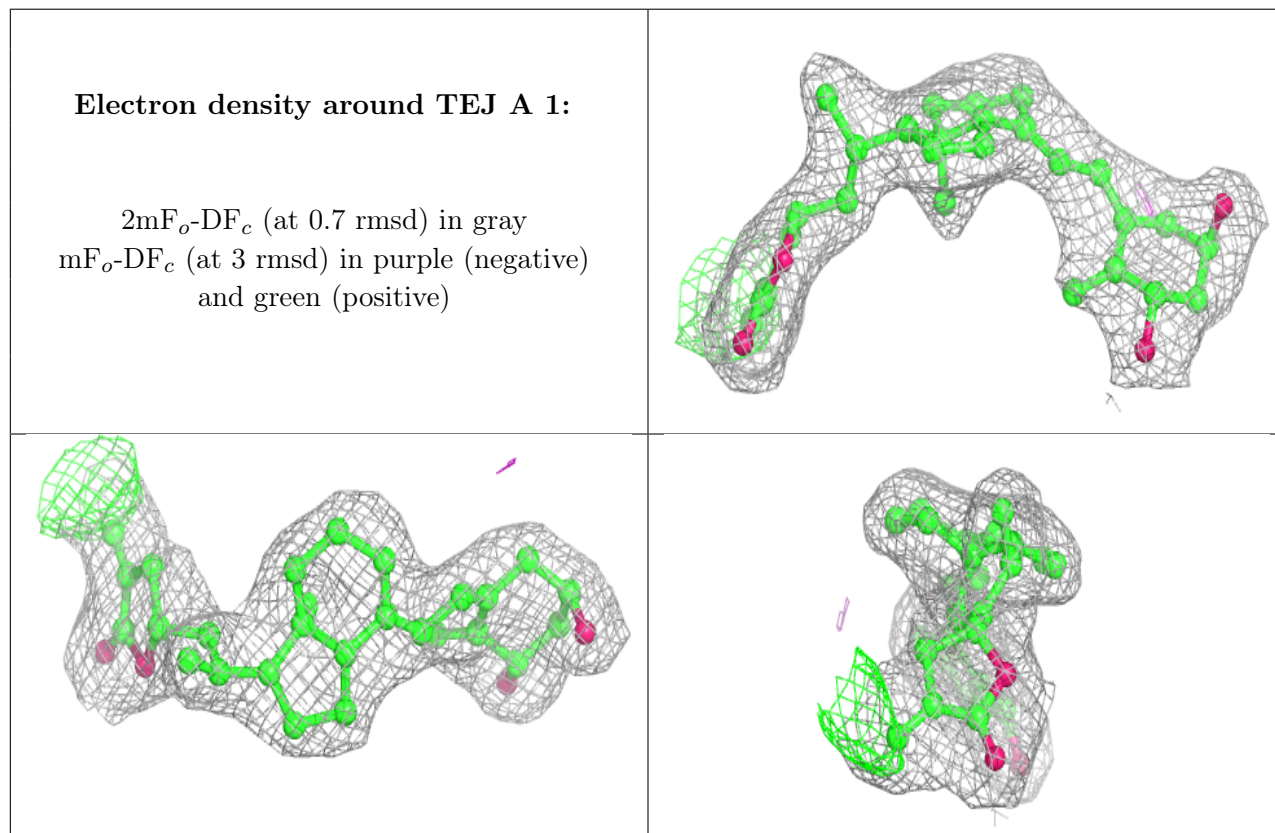 Electron density around TEJ A 1:
2mFo-DFc (at 0.7 rmsd) in gray
mFo-DFc (at 3 rmsd) in purple (negative)
and green (positive)